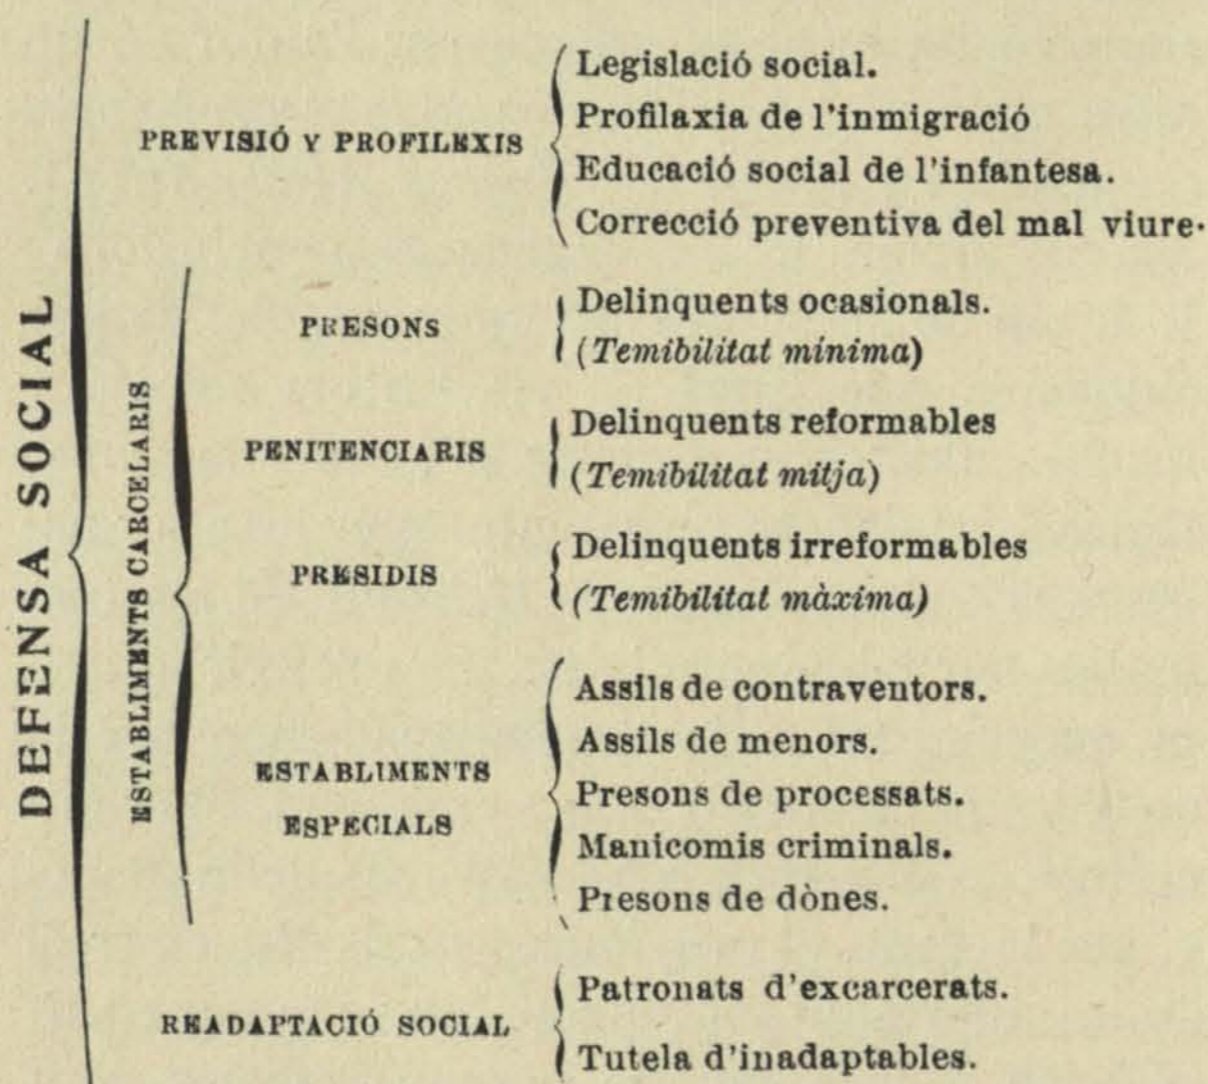 DEFENSA SOCIAL
PREVISIÓ Y PROFILEXIS
Legislació social.
Profilaxia de l'inmigració
Educació social de l'infantesa.
Correcció preventiva del mal viure.
ESTABLIMENTS CARCELARIS
PRESONS
Delinquents ocasionals.
(Temibilitat mínima)
PENITENCIARIS
Delinquents reformables
(Temibilitat mitja)
PRESIDIS
Delinquents irreformables
(Temibilitat màxima)
ESTABLIMENTS
ESPECIALS
Assils de contraventors.
Assils de menors.
Presons de processats.
Manicomis criminals.
Presons de dònes.
READAPTACIÓ SOCIAL
Patronats d'excarcerats.
Tutela d'inadaptables.